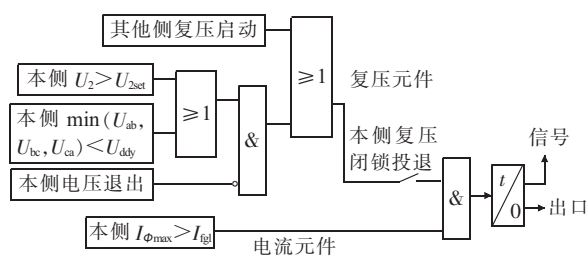 其他侧复压启动
本侧 U₂>U₂set
本侧 min(Uab,
Ubc,Uca)<Uddy
本侧电压退出
≥1
&
≥1
复压元件
本侧复压
闭锁投退
本侧 IΦmax>Ifgl
电流元件
&
t
0
信号
出口